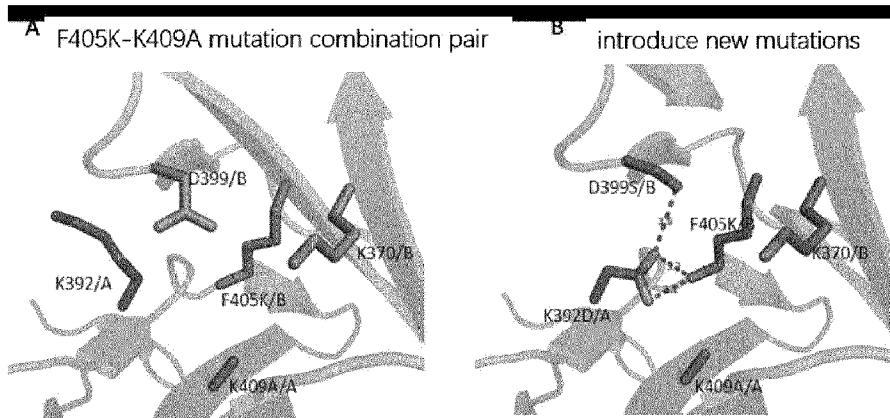 A F405K-K409A mutation combination pair
B introduce new mutations
D399/B
K392/A
F405K/B
K370/B
K409A/A
D399S/B
F405K/B
K370/B
K392D/A
K409A/A